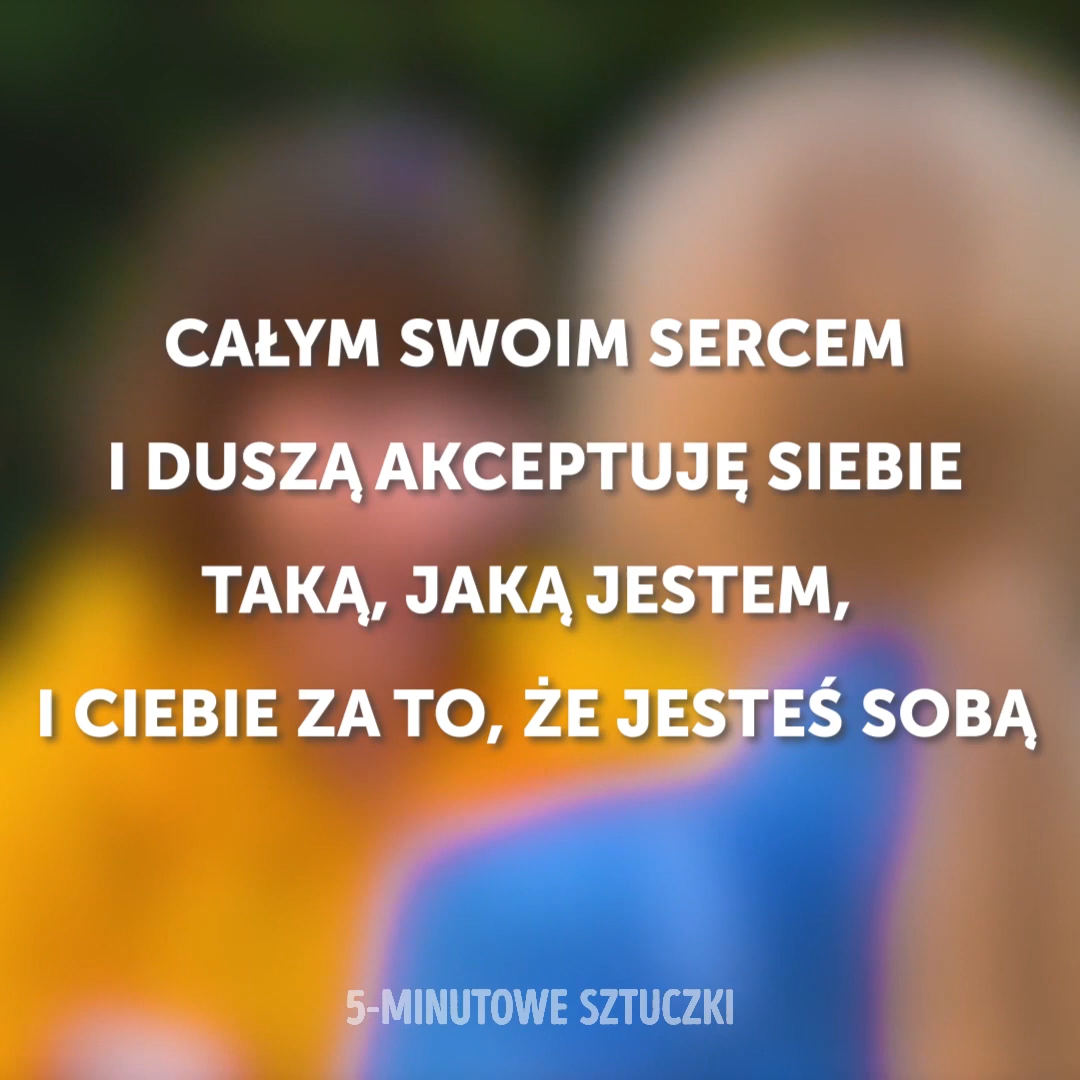 CAŁYM SWOIM SERCEM
I DUSZĄ AKCEPTUJĘ SIEBIE
TAKĄ, JAKĄ JESTEM,
I CIEBIE ZA TO, ŻE JESTEŚ SOBĄ
5-MINUTOWE SZTUCZKI